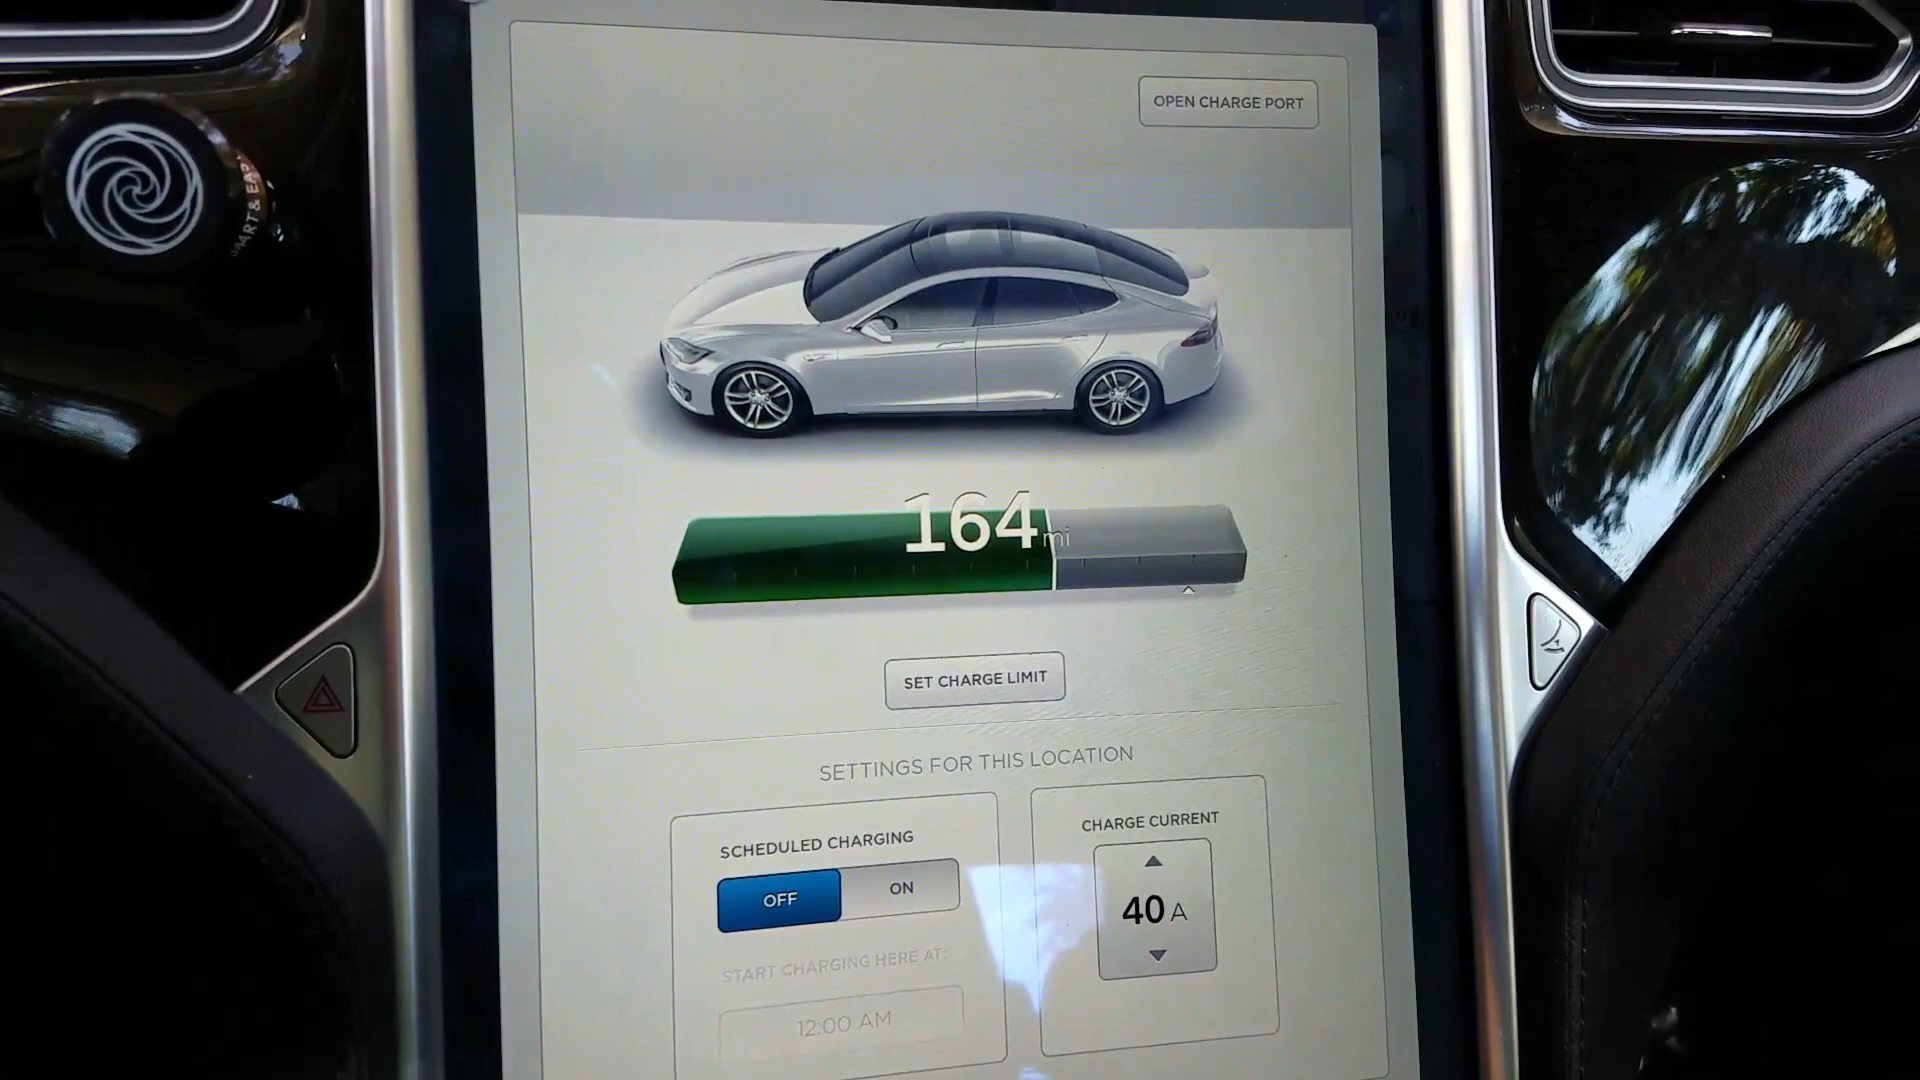 OPEN CHARGE PORT
164 mi
SET CHARGE LIMIT
SETTINGS FOR THIS LOCATION
SCHEDULED CHARGING
OFF
ON
START CHARGING HERE AT:
12:00 AM
CHARGE CURRENT
40 A